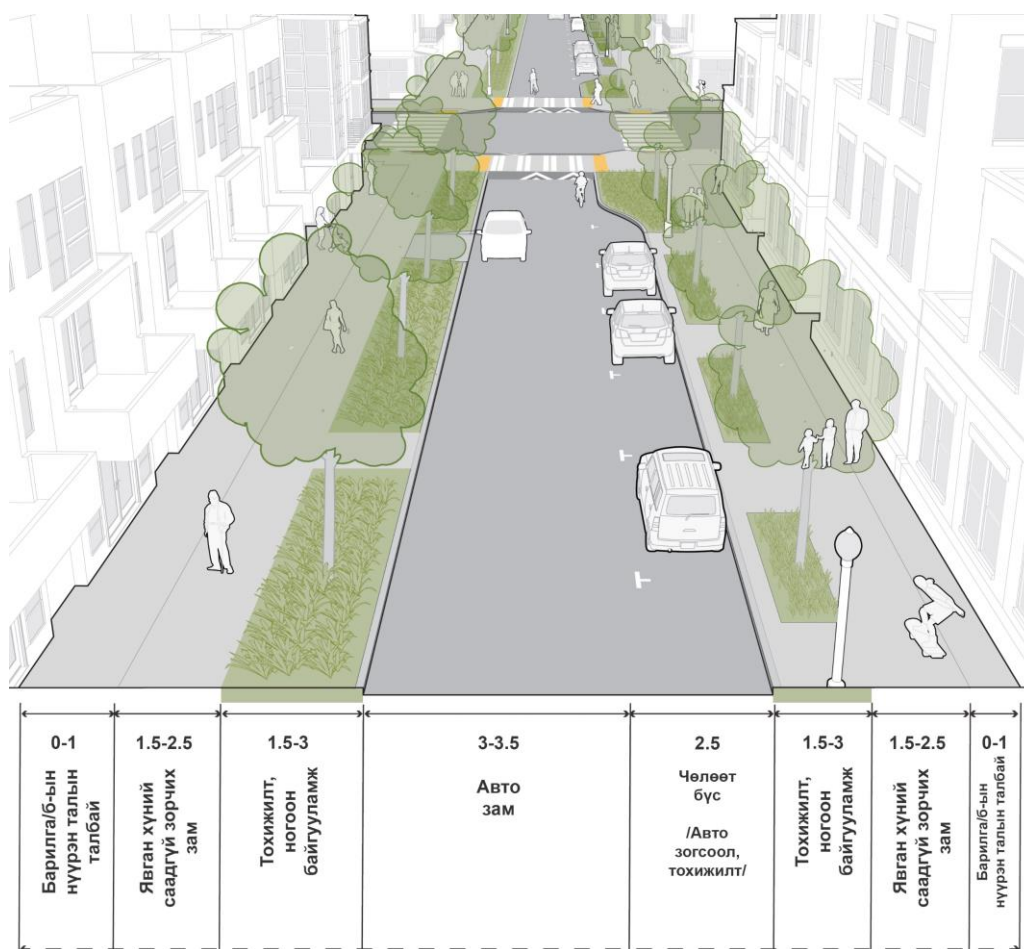 0-1
1.5-2.5
1.5-3
3-3.5
2.5
1.5-3
1.5-2.5
0-1
Барилга/б-ын
нүүрэн талын
талбай
Явган хүний
саадгүй зорчих
зам
Тохижилт,
ногоон
байгууламж
Авто
зам
Чөлөөт
бүс
/Авто
зогсоол,
тохижилт/
Тохижилт,
ногоон
байгууламж
Явган хүний
саадгүй зорчих
зам
Барилга/б-ын
нүүрэн талын талбай